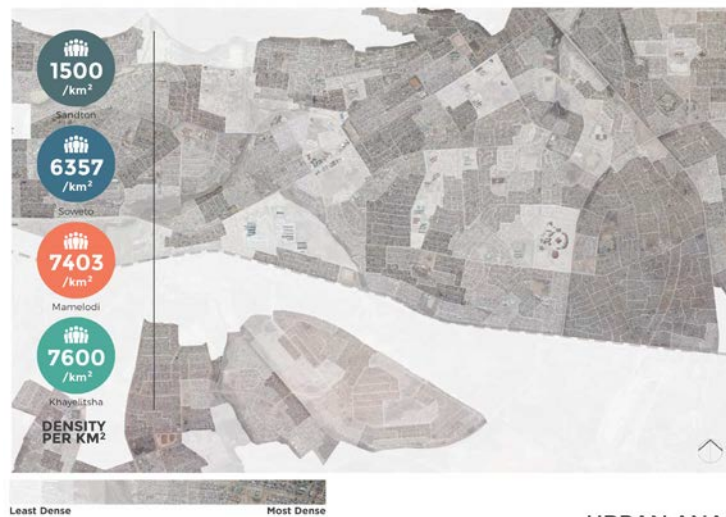 1500
/km²
Sandton
6357
/km²
Soweto
7403
/km²
Mamelodi
7600
/km²
Khayelitsha
DENSITY
PER KM²
Least Dense Most Dense